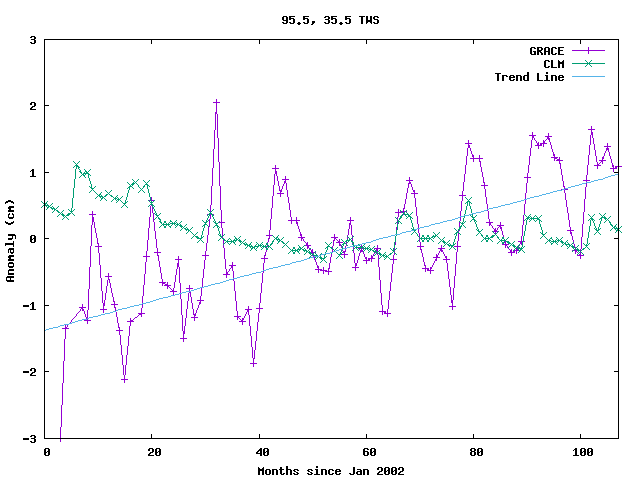 95.5, 35.5 TWS
GRACE
CLM
Trend Line
3
2
1
0
-1
-2
-3
Anomaly (cm)
0 20 40 60 80 100
Months since Jan 2002